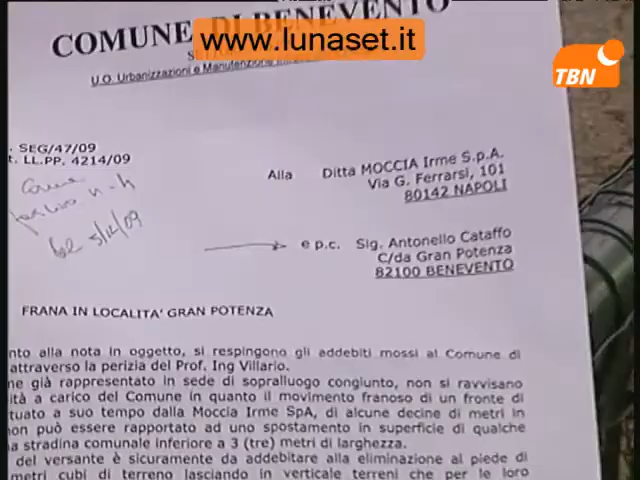 COMUNE DI BENEVENTO
www.lunaset.it
TBN
U.O. Urbanizzazioni e Manutenzione
. SEG/47/09
t. LL.PP. 4214/09
Alla Ditta MOCCIA Irme S.p.A.
Via G. Ferrarsi, 101
80142 NAPOLI
5/12/09
e p.c. Sig. Antonello Cataffo
C/da Gran Potenza
82100 BENEVENTO
FRANA IN LOCALITA' GRAN POTENZA
nto alla nota in oggetto, si respingono gli addebiti mossi al Comune di
attraverso la perizia del Prof. Ing Villario.
ne già rappresentato in sede di sopralluogo congiunto, non si ravvisano
ità a carico del Comune in quanto il movimento franoso di un fronte di
tuato a suo tempo dalla Moccia Irme SpA, di alcune decine di metri in
non può essere rapportato ad uno spostamento in superficie di qualche
a stradina comunale inferiore a 3 (tre) metri di larghezza.
del versante è sicuramente da addebitare alla eliminazione al piede di
metri cubi di terreno lasciando in verticale terreni che per le loro